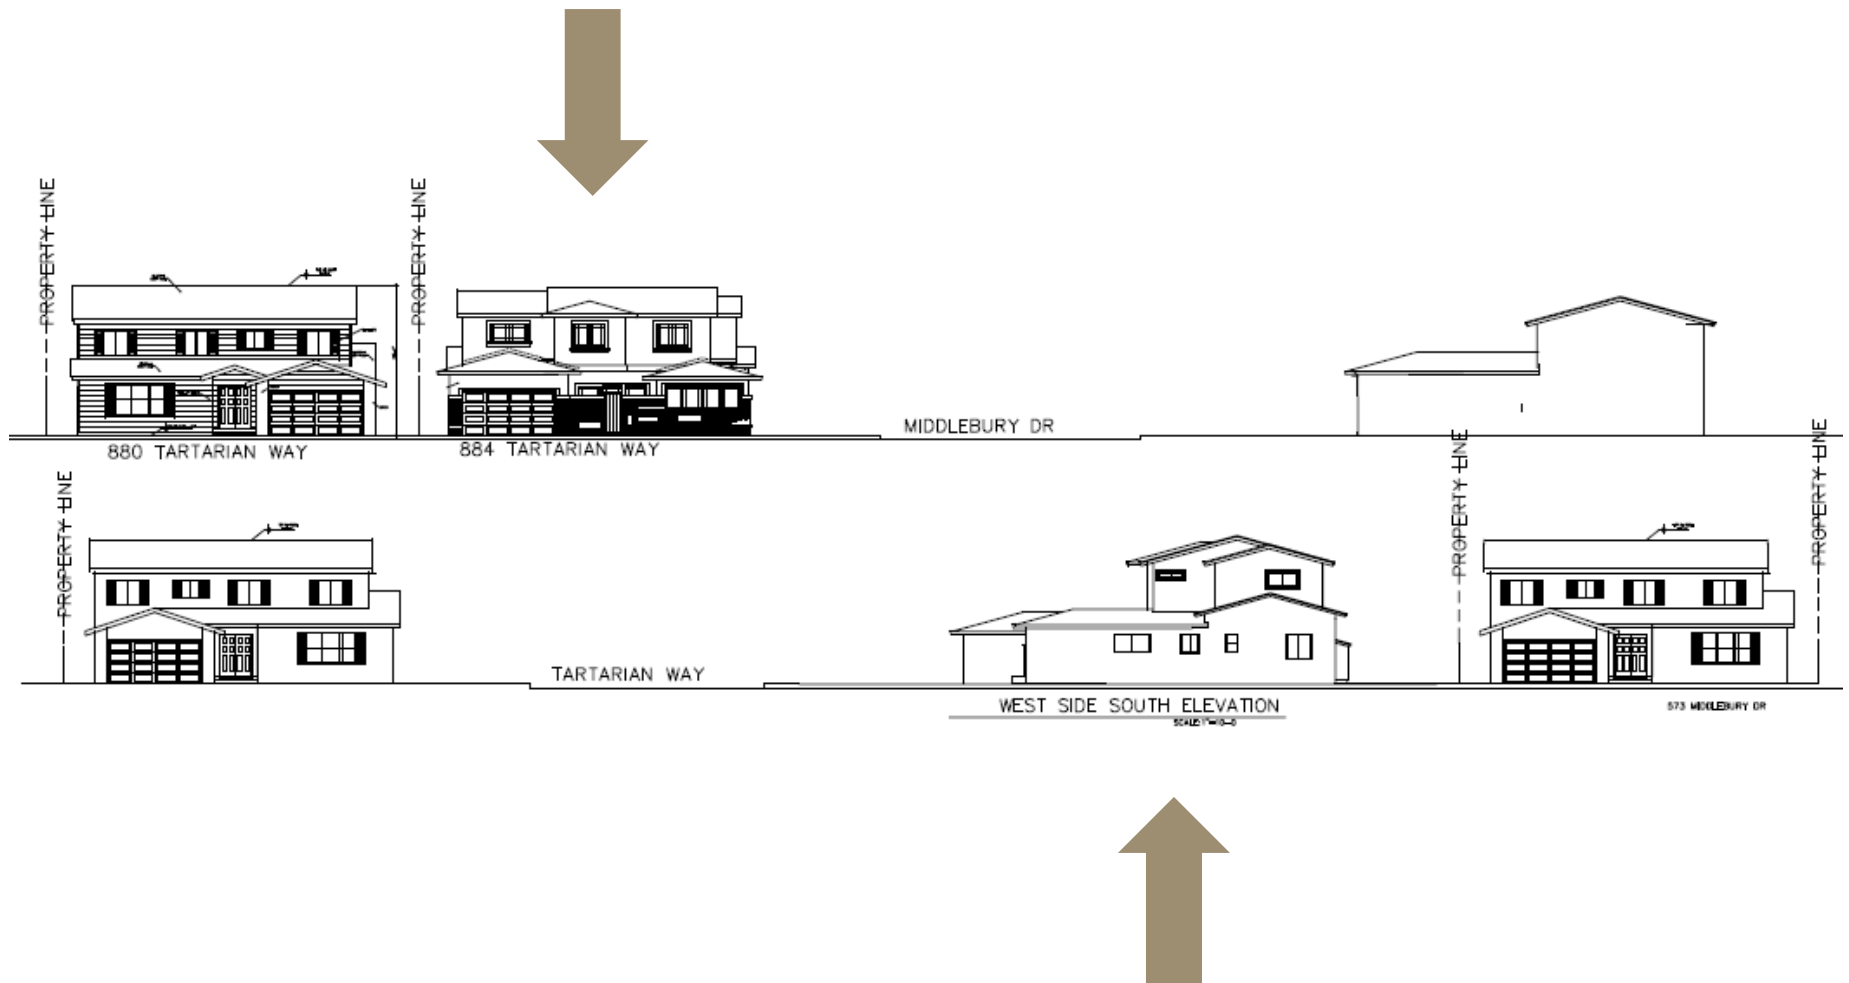 PROPERTY LINE
PROPERTY LINE
MIDDLEBURY DR
880 TARTARIAN WAY
884 TARTARIAN WAY
PROPERTY LINE
PROPERTY LINE
PROPERTY LINE
TARTARIAN WAY
WEST SIDE SOUTH ELEVATION
573 MIDDLEBURY DR